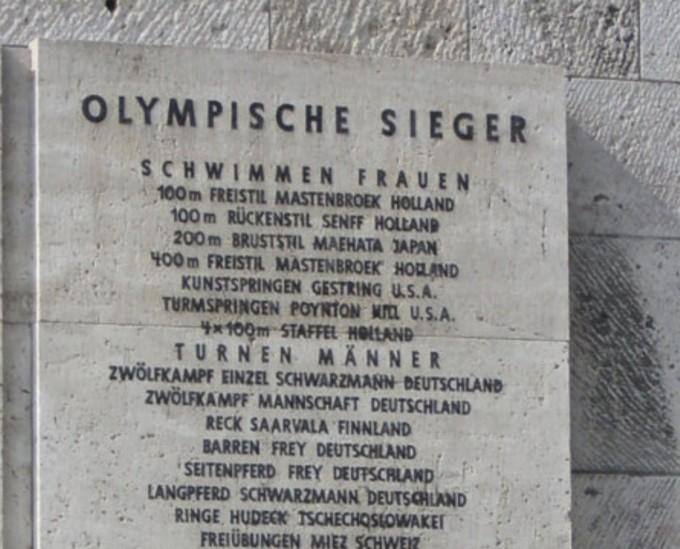 OLYMPISCHE SIEGER
SCHWIMMEN FRAUEN
100m FREISTIL MASTENBROEK HOLLAND
100m RÜCKENSTIL SENFF HOLLAND
200m BRUSTSTIL MAEHATA JAPAN
400m FREISTIL MASTENBROEK HOLLAND
KUNSTSPRINGEN GESTRING U.S.A.
TURMSPRINGEN POYNTON HILL U.S.A.
4×100m STAFFEL HOLLAND
TURNEN MÄNNER
ZWÖLFKAMPF EINZEL SCHWARZMANN DEUTSCHLAND
ZWÖLFKAMPF MANNSCHAFT DEUTSCHLAND
RECK SAARVALA FINNLAND
BARREN FREY DEUTSCHLAND
SEITENPFERD FREY DEUTSCHLAND
LANGPFERD SCHWARZMANN DEUTSCHLAND
RINGE HUDECK TSCHECHOSLOWAKEI
FREIÜBUNGEN MIEZ SCHWEIZ